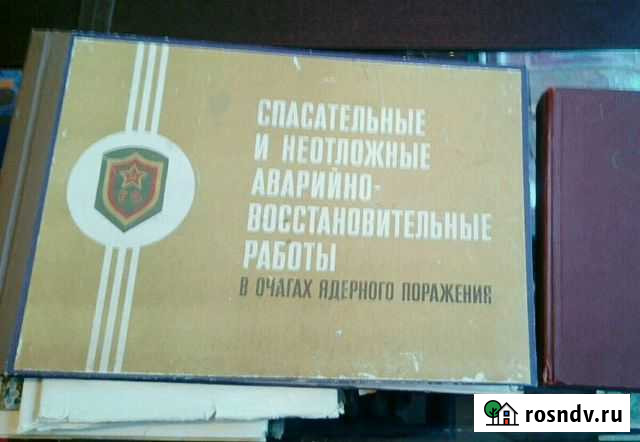 СПАСАТЕЛЬНЫЕ
И НЕОТЛОЖНЫЕ
АВАРИЙНО-
ВОССТАНОВИТЕЛЬНЫЕ
РАБОТЫ
В ОЧАГАХ ЯДЕРНОГО ПОРАЖЕНИЯ
rosndv.ru